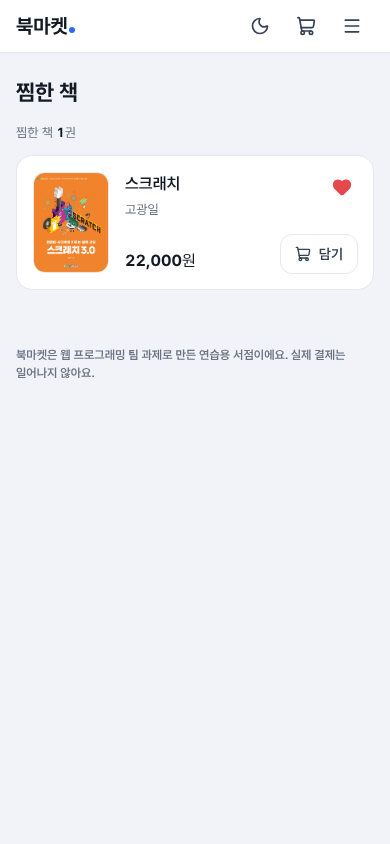 북마켓.
찜한 책
찜한 책 1권
스크래치
고광일
SCRATCH
스크래치 3.0
22,000원
담기
북마켓은 웹 프로그래밍 팀 과제로 만든 연습용 서점이에요. 실제 결제는
일어나지 않아요.